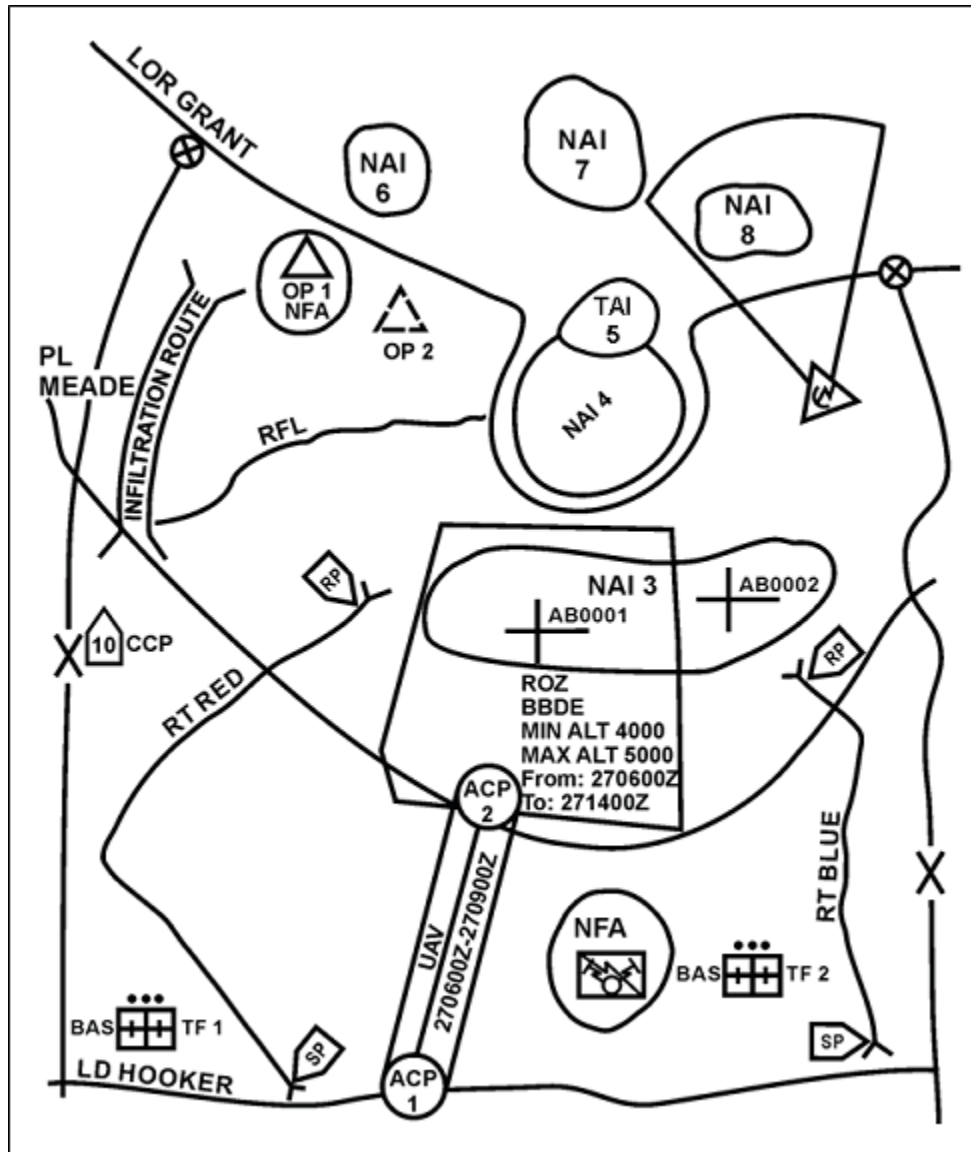 LOR GRANT
NAI
6
NAI
7
NAI
8
OP 1
NFA
OP 2
TAI
5
PL
MEADE
INFILTRATION ROUTE
RFL
NAI 4
RP
NAI 3
AB0001
AB0002
10
CCP
RT RED
RP
ROZ
BBDE
MIN ALT 4000
MAX ALT 5000
From: 270600Z
To: 271400Z
ACP
2
UAV
270600Z-270900Z
RT BLUE
NFA
BAS
TF 2
BAS
TF 1
SP
SP
LD HOOKER
ACP
1